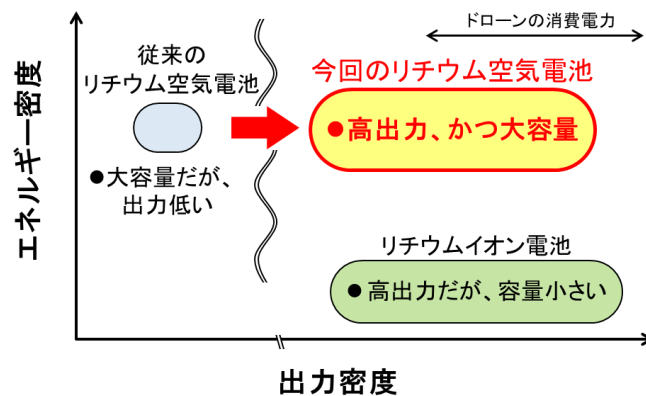 ドローンの消費電力
従来の
リチウム空気電池
今回のリチウム空気電池
●高出力、かつ大容量
●大容量だが、
出力低い
リチウムイオン電池
●高出力だが、容量小さい
エネルギー密度
出力密度